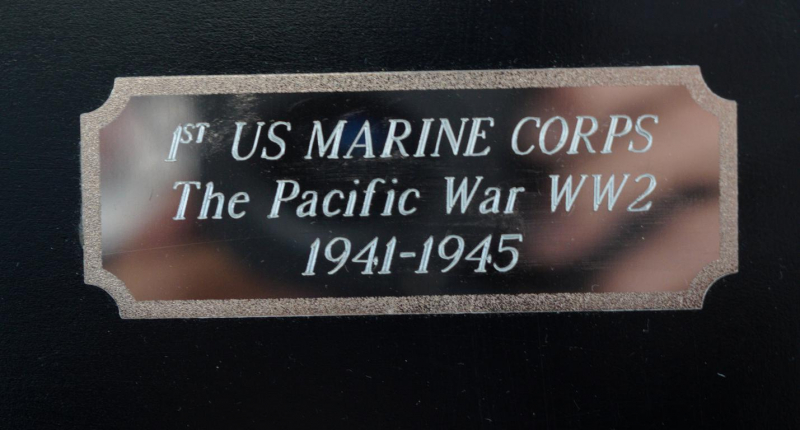 1ST US MARINE CORPS
The Pacific War WW2
1941-1945